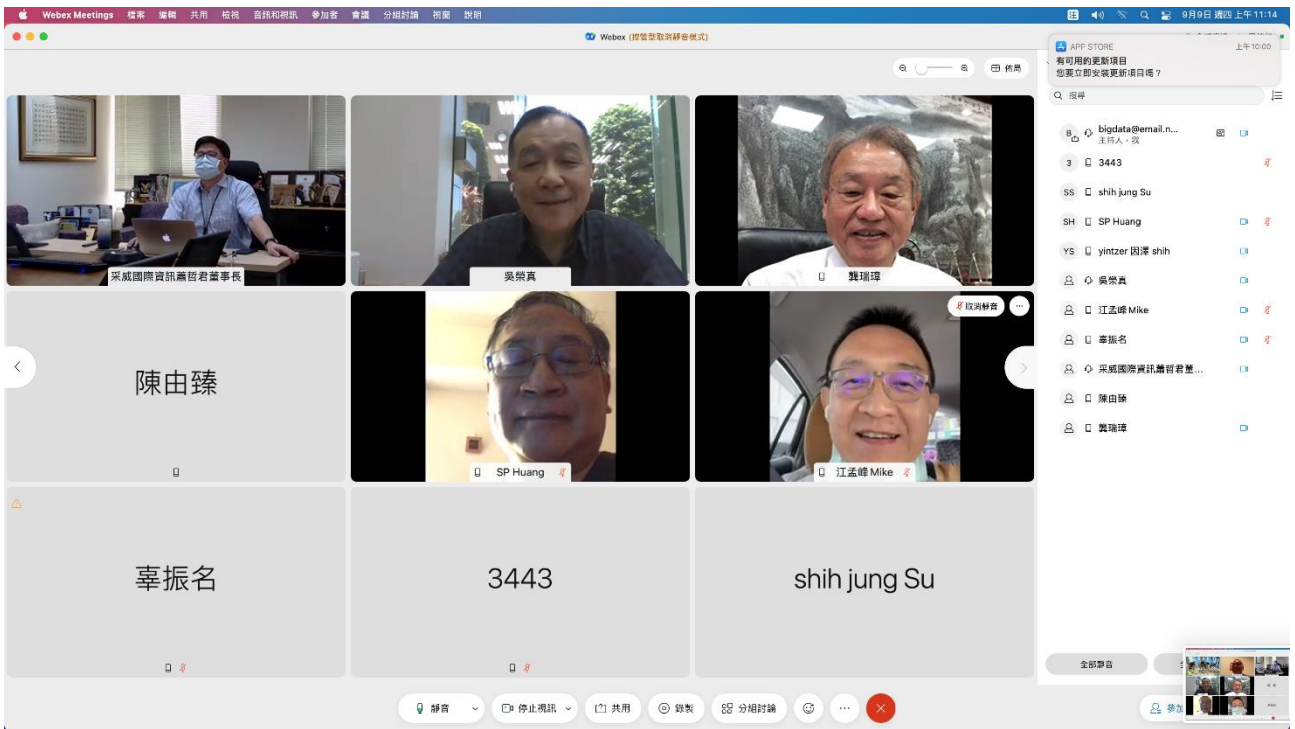 Webex Meetings 檔案 編輯 共用 檢視 音訊和視訊 參加者 會議 分組討論 視窗 說明
9月9日 週四 上午11:14
Webex (控管型取消靜音模式)
佈局
APP STORE 上午10:00
有可用的更新項目
您要立即安裝更新項目嗎？
搜尋
采威國際資訊蕭哲君董事長
吳榮真
龔瑞璋
陳由臻
SP Huang
江孟峰 Mike
取消靜音
辜振名
3443
shih jung Su
B bigdata@email.n...
主持人，我
3 3443
SS shih jung Su
SH SP Huang
YS yintzer 因澤 shih
吳榮真
江孟峰 Mike
辜振名
采威國際資訊蕭哲君董...
陳由臻
龔瑞璋
全部靜音
靜音
停止視訊
共用
錄製
分組討論
參加